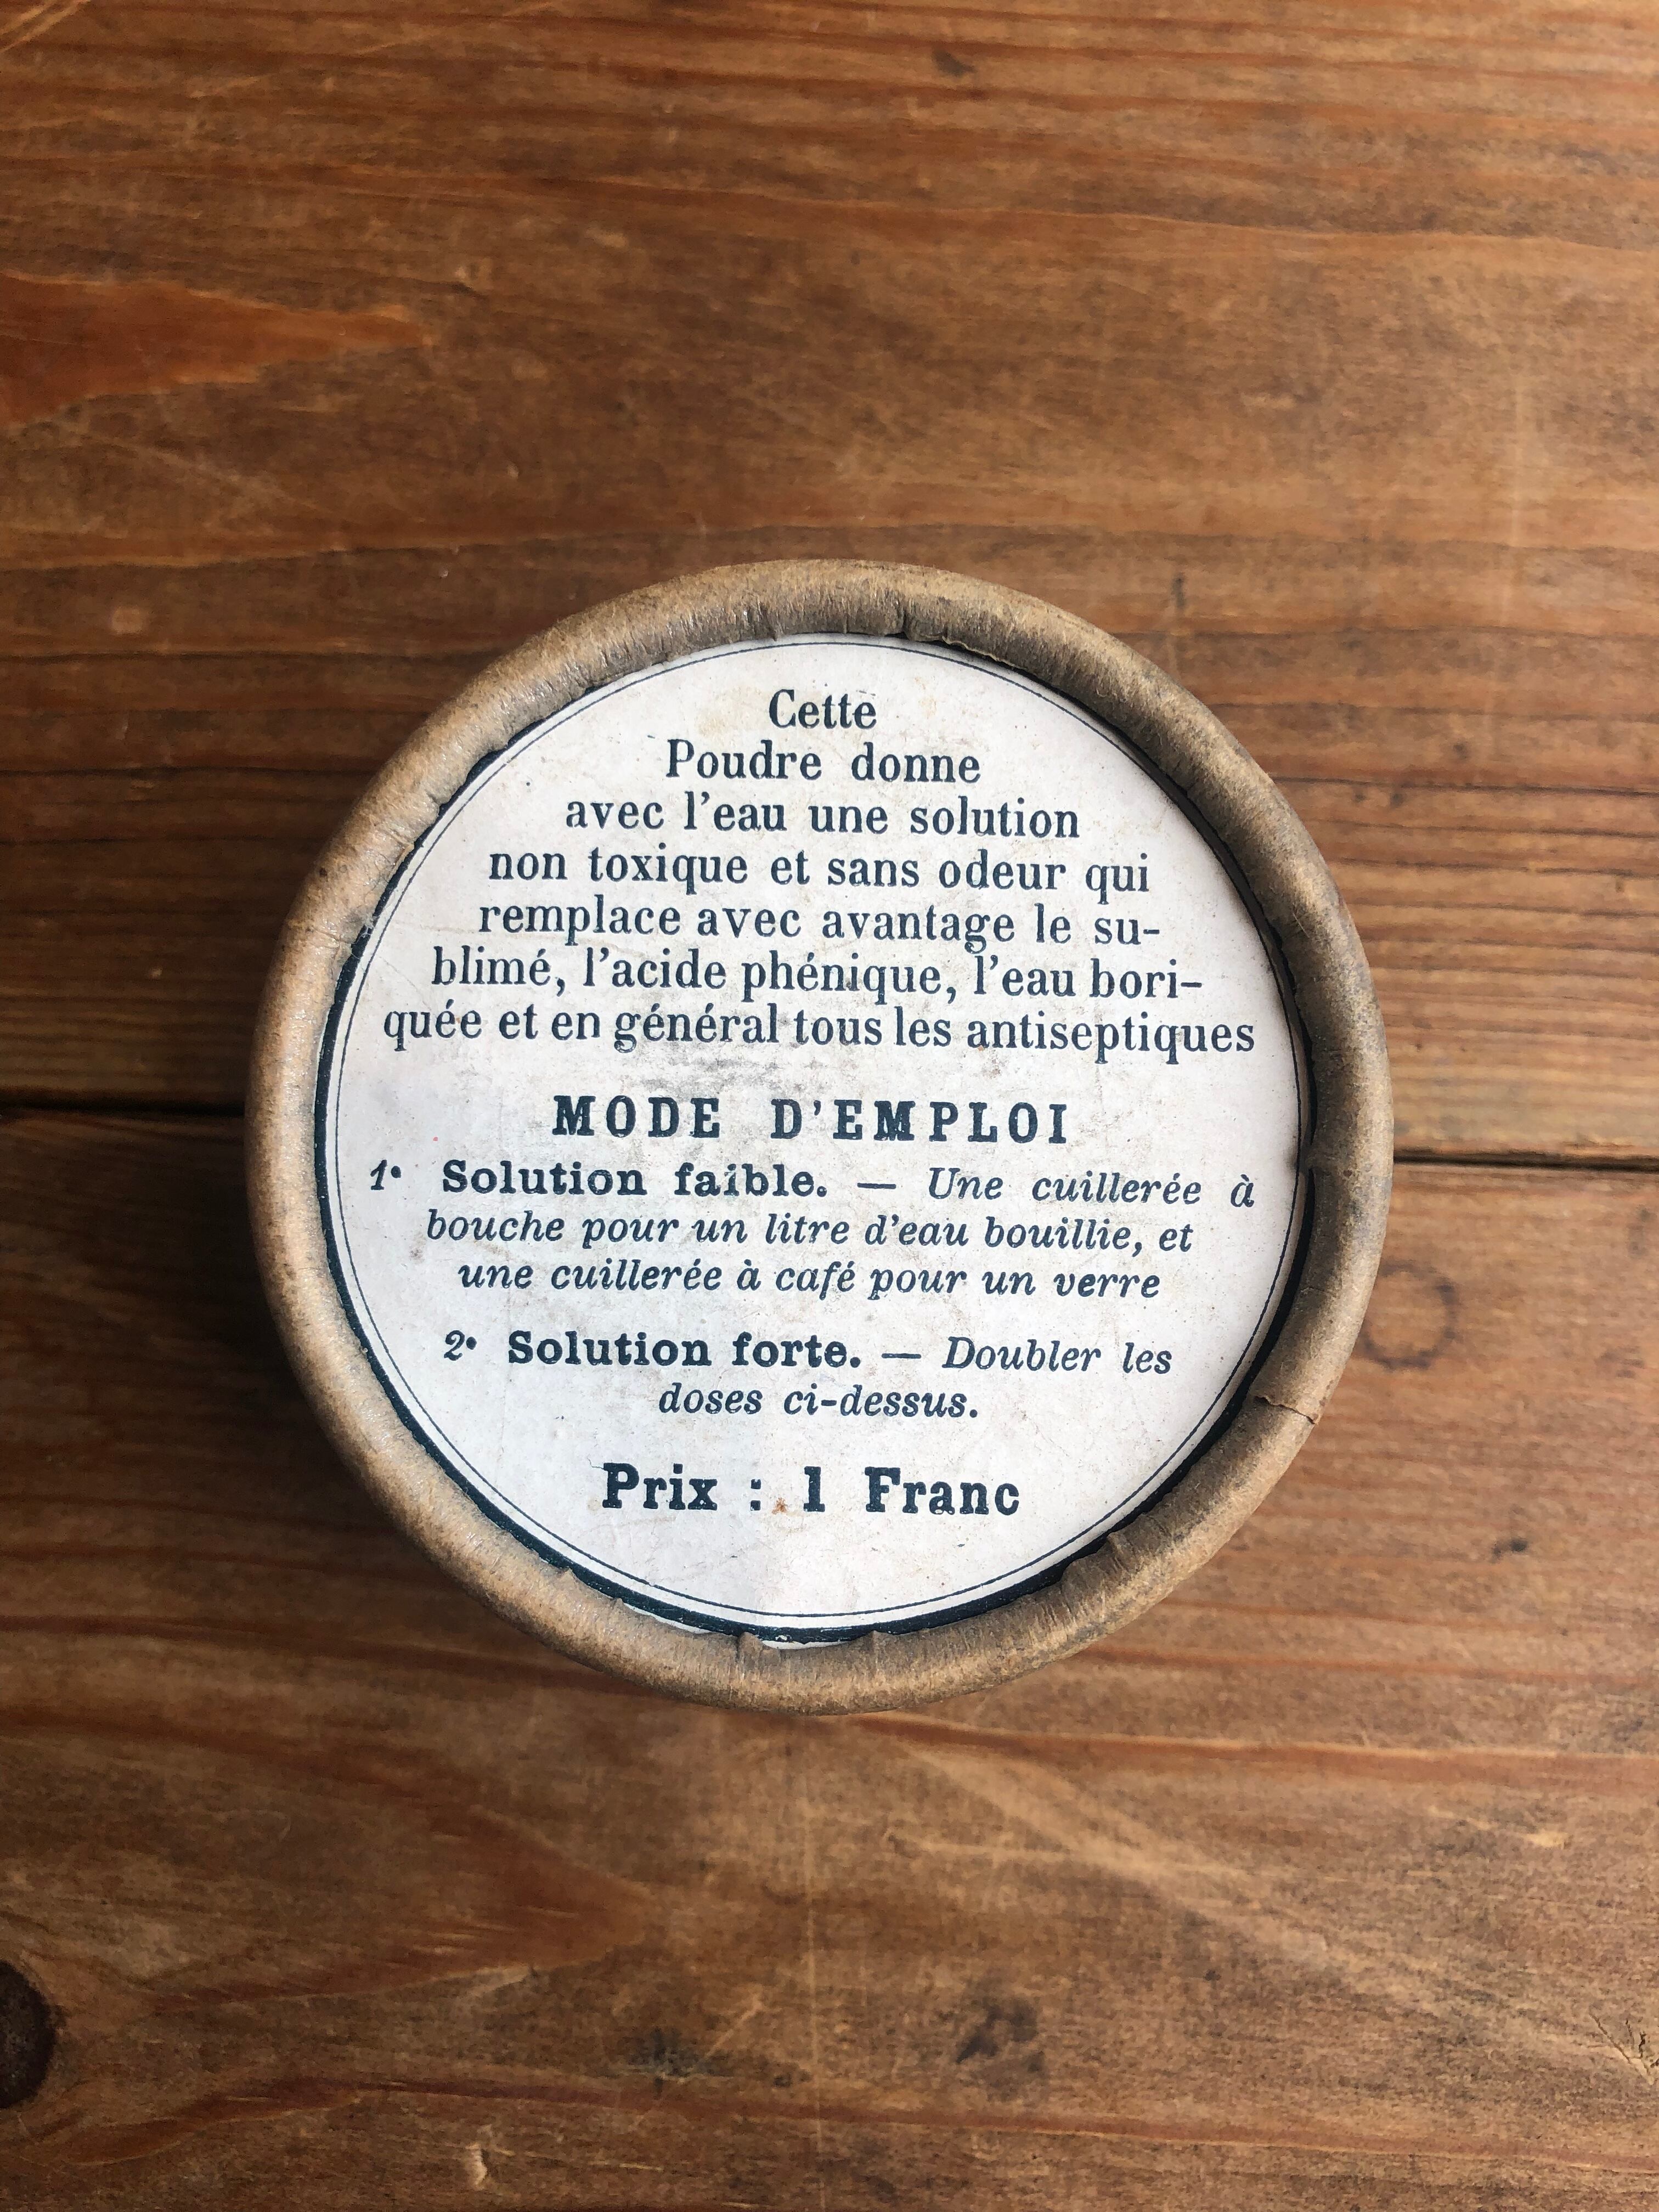 Cette
Poudre donne
avec l'eau une solution
non toxique et sans odeur qui
remplace avec avantage le su-
blimé, l'acide phénique, l'eau bori-
quée et en général tous les antiseptiques
MODE D'EMPLOI
1° Solution faible. — Une cuillerée à
bouche pour un litre d'eau bouillie, et
une cuillerée à café pour un verre
2° Solution forte. — Doubler les
doses ci-dessus.
Prix : 1 Franc